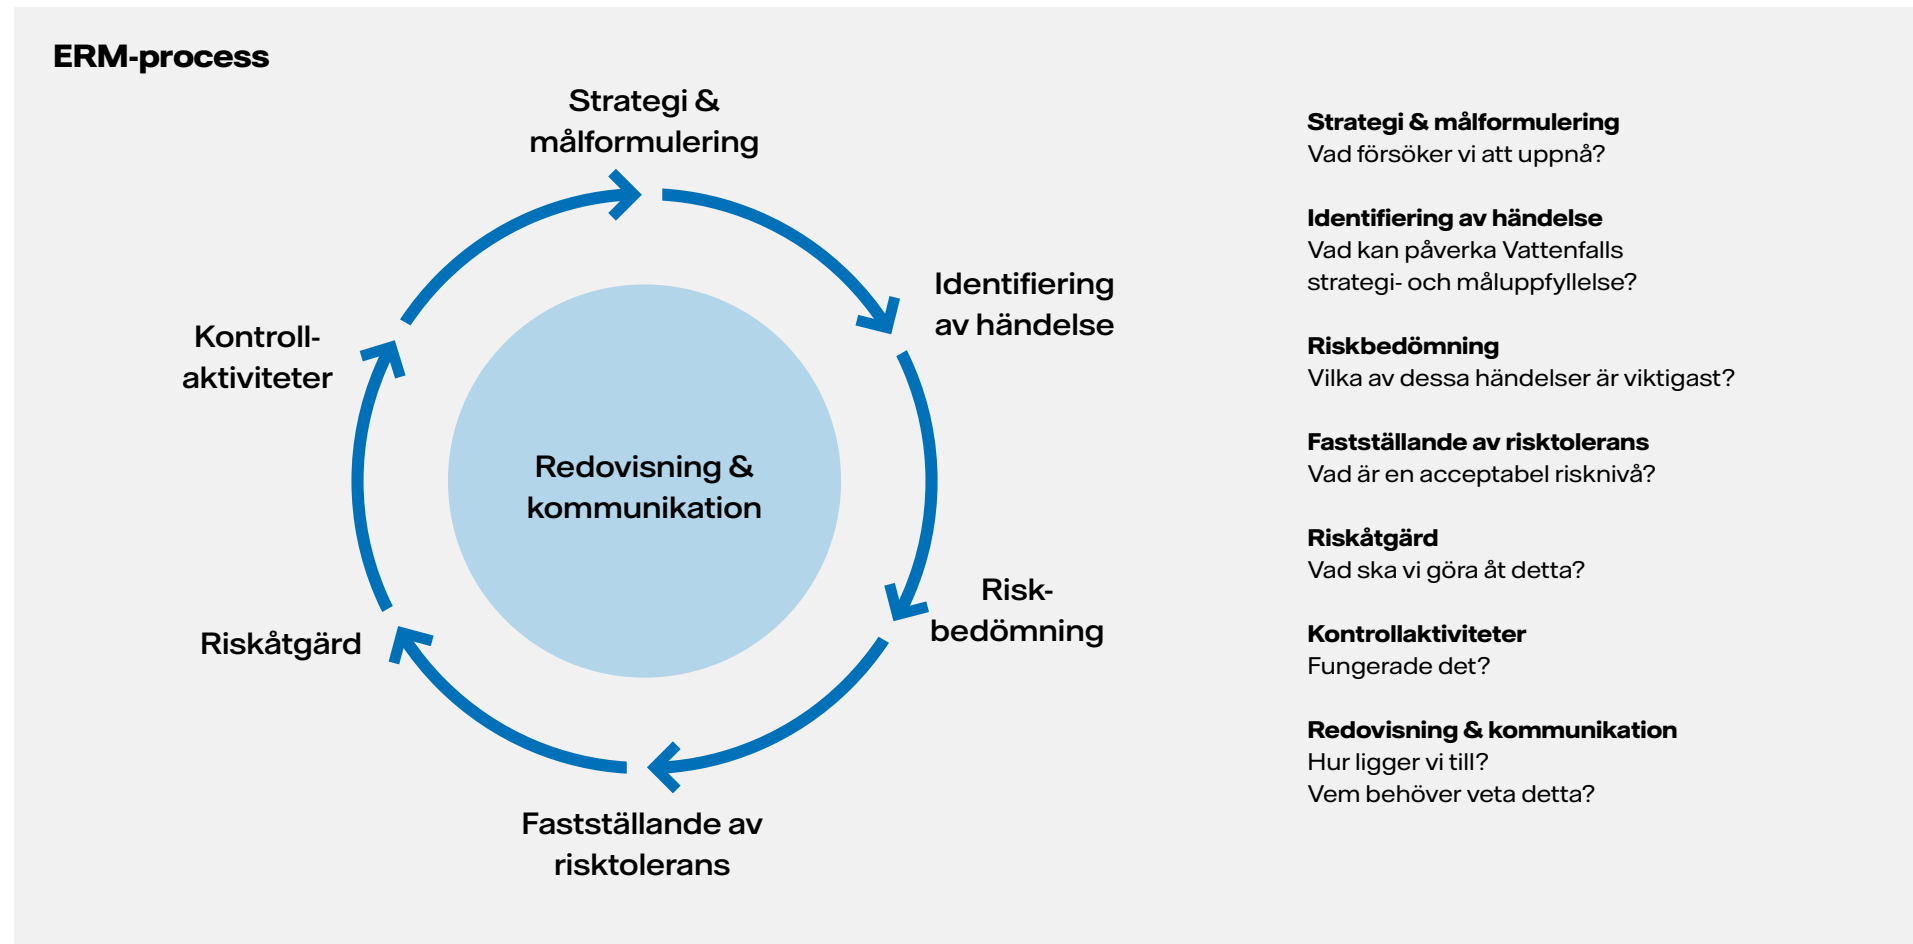 ERM-process
Strategi &
målformulering
Identifiering
av händelse
Risk-
bedömning
Fastställande av
risktolerans
Riskåtgärd
Kontroll-
aktiviteter
Redovisning &
kommunikation
Strategi & målformulering
Vad försöker vi att uppnå?
Identifiering av händelse
Vad kan påverka Vattenfalls
strategi- och måluppfyllelse?
Riskbedömning
Vilka av dessa händelser är viktigast?
Fastställande av risktolerans
Vad är en acceptabel risknivå?
Riskåtgärd
Vad ska vi göra åt detta?
Kontrollaktiviteter
Fungerade det?
Redovisning & kommunikation
Hur ligger vi till?
Vem behöver veta detta?